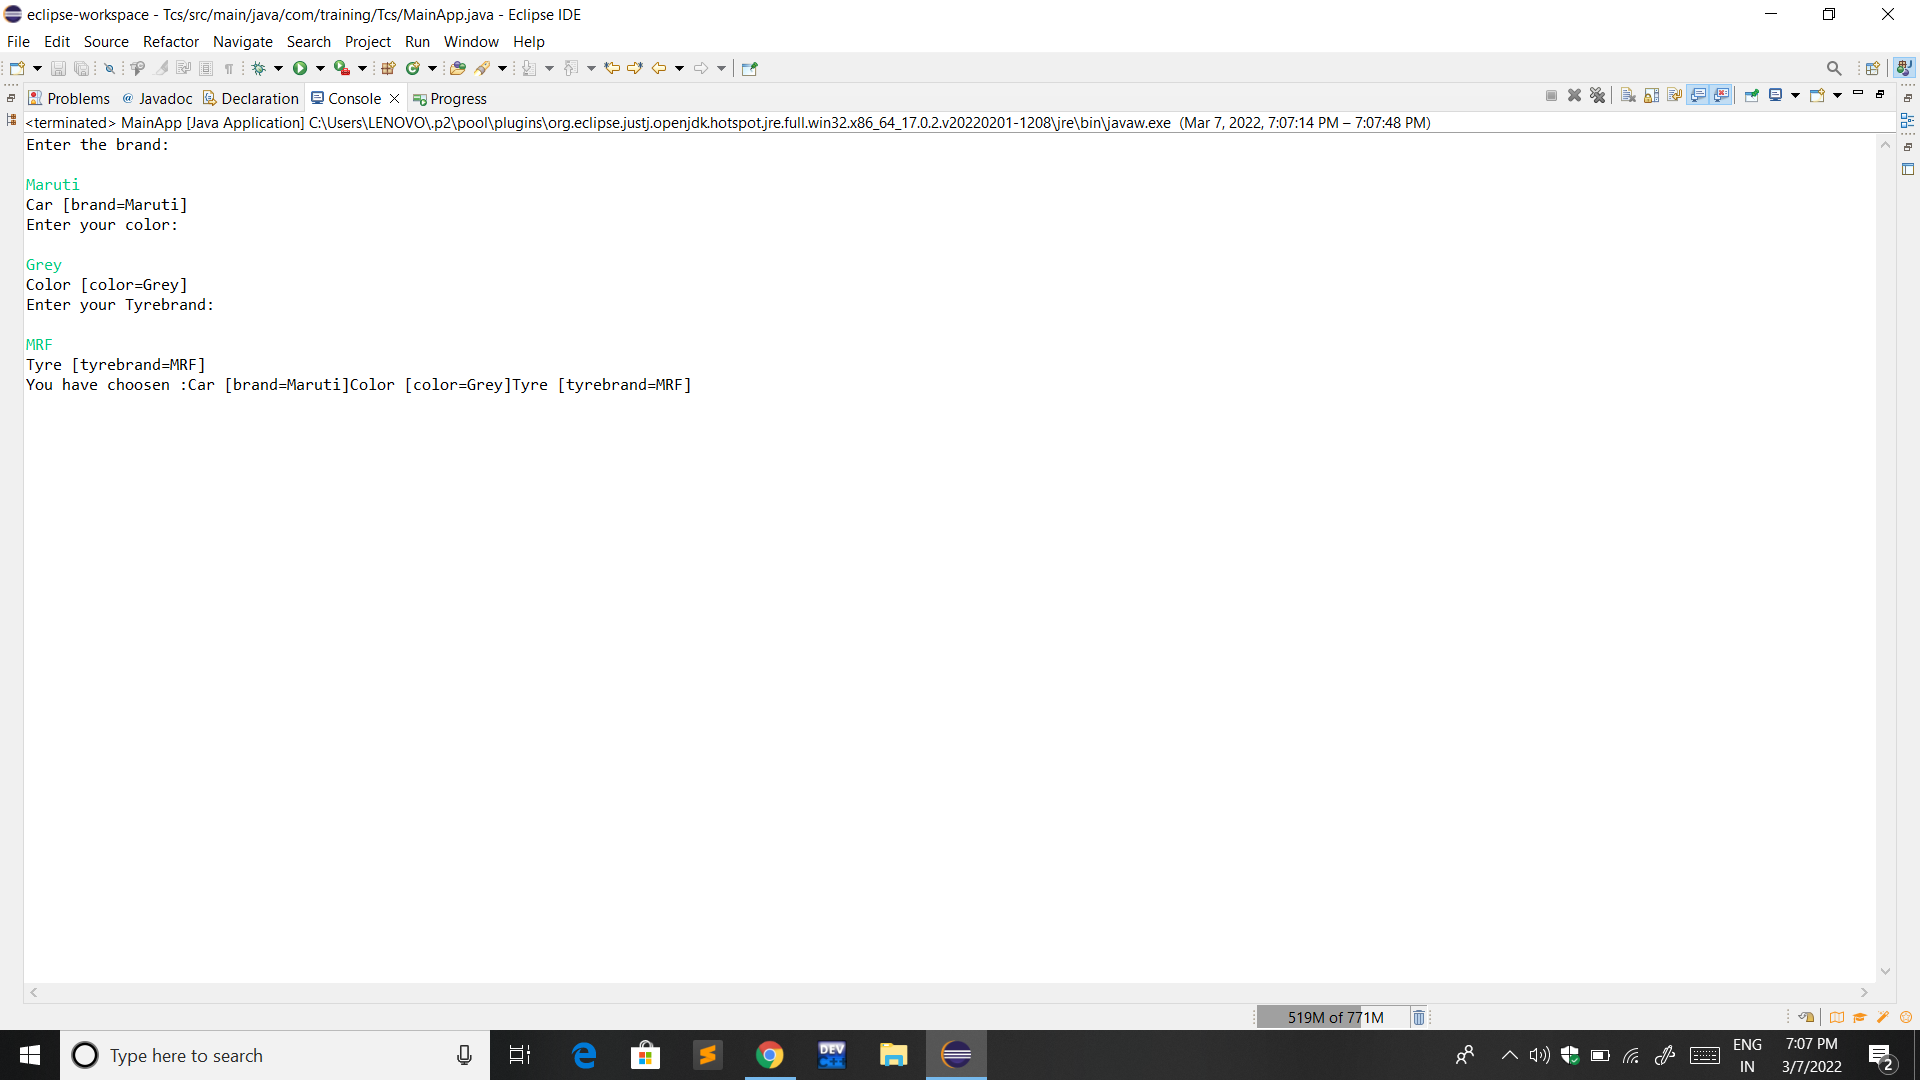 eclipse-workspace - Tcs/src/main/java/com/training/Tcs/MainApp.java - Eclipse IDE
File Edit Source Refactor Navigate Search Project Run Window Help
Problems @ Javadoc Declaration Console Progress
<terminated> MainApp [Java Application] C:\Users\LENOVO\.p2\pool\plugins\org.eclipse.justj.openjdk.hotspot.jre.full.win32.x86_64_17.0.2.v20220201-1208\jre\bin\javaw.exe (Mar 7, 2022, 7:07:14 PM – 7:07:48 PM)
Enter the brand:
Maruti
Car [brand=Maruti]
Enter your color:
Grey
Color [color=Grey]
Enter your Tyrebrand:
MRF
Tyre [tyrebrand=MRF]
You have choosen :Car [brand=Maruti]Color [color=Grey]Tyre [tyrebrand=MRF]
519M of 771M
Type here to search
DEV
C++
ENG
IN
7:07 PM
3/7/2022
2